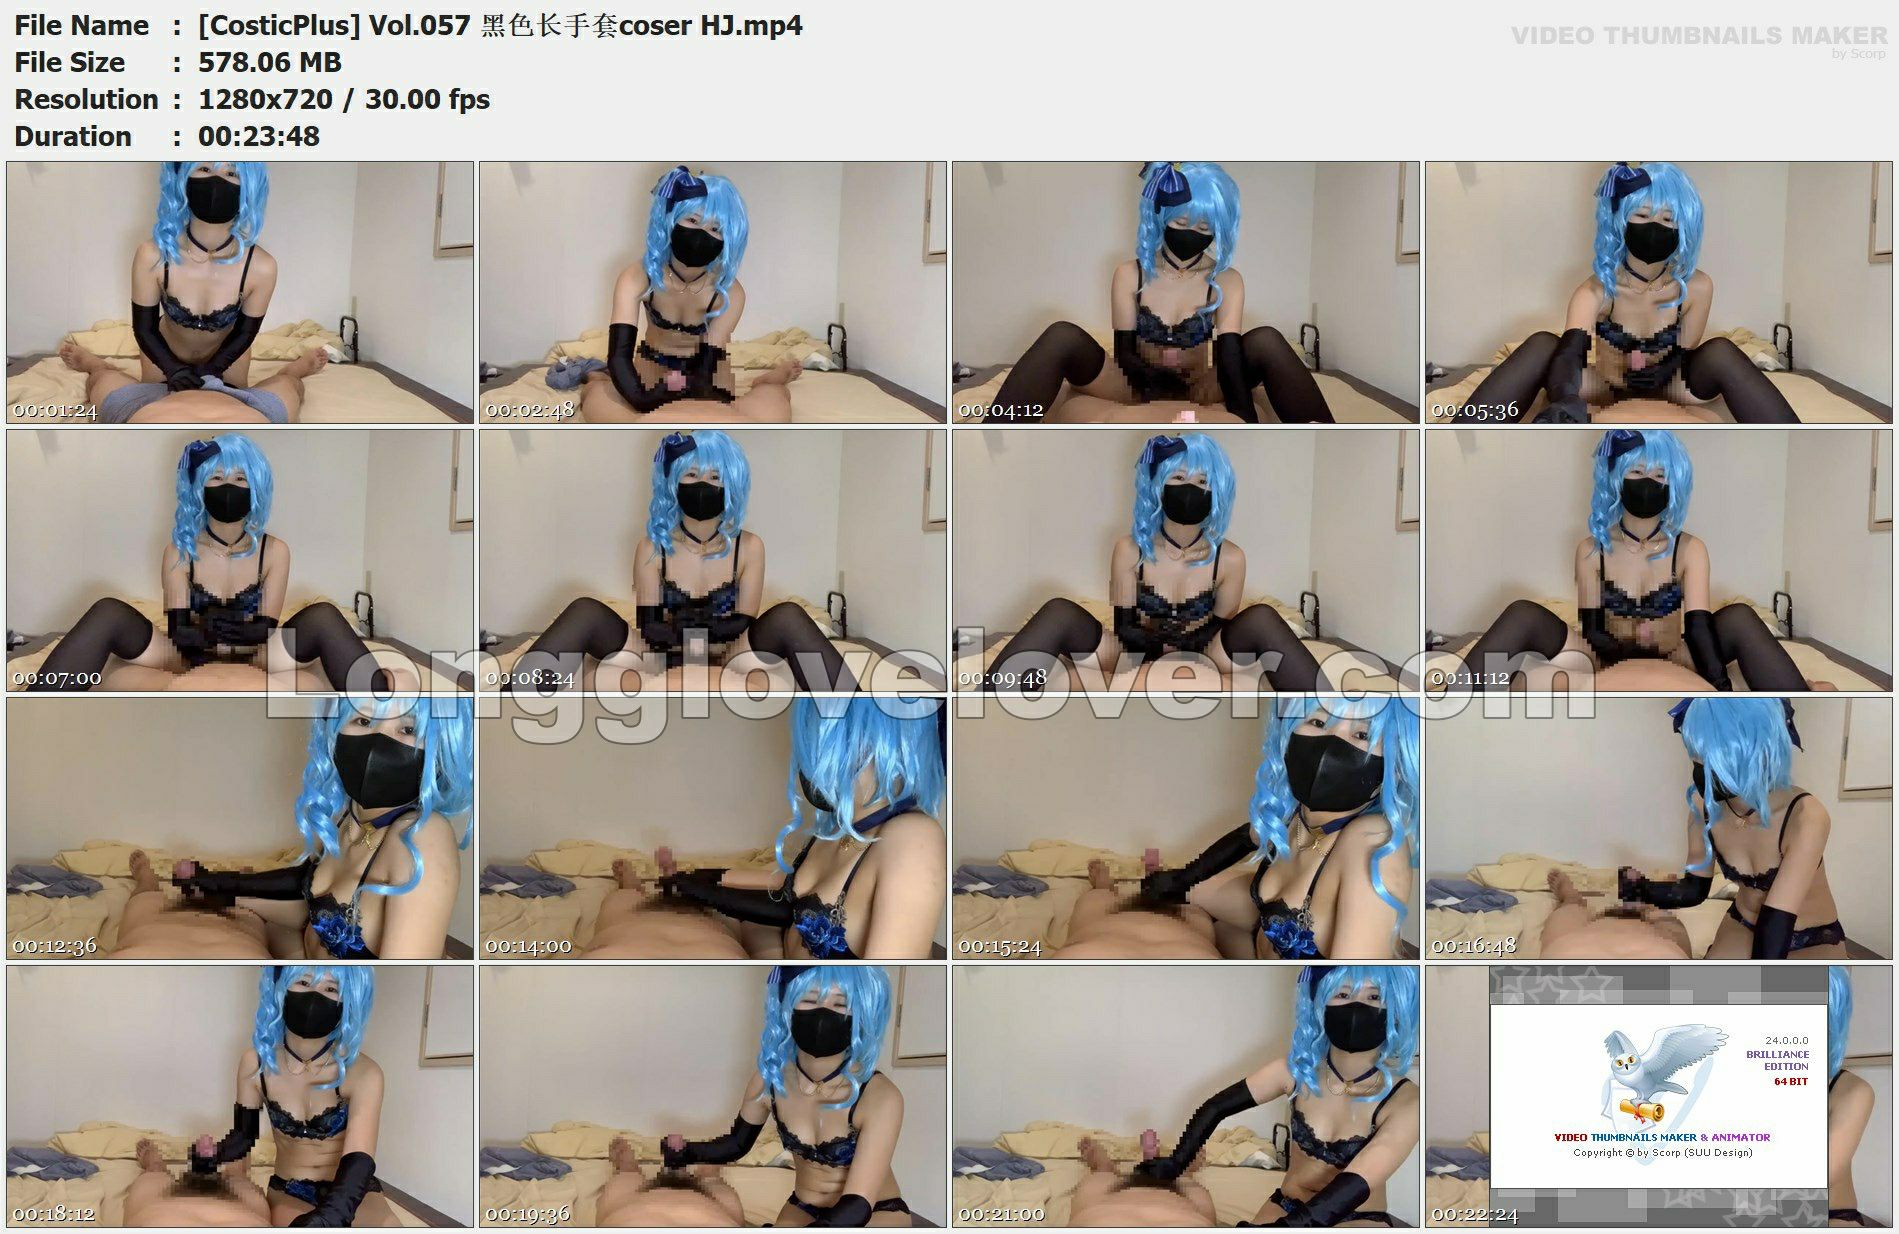 File Name : [CosticPlus] Vol.057 黑色长手套coser HJ.mp4
VIDEO THUMBNAILS MAKER
by Scorp
File Size : 578.06 MB
Resolution : 1280x720 / 30.00 fps
Duration : 00:23:48
00:01:24
00:02:48
00:04:12
00:05:36
00:07:00
00:08:24
00:09:48
00:11:12
Longglovelover.com
00:12:36
00:14:00
00:15:24
00:16:48
00:18:12
00:19:36
00:21:00
24.0.0.0
BRILLIANCE
EDITION
64 BIT
VIDEO THUMBNAILS MAKER & ANIMATOR
Copyright © by Scorp (SUU Design)
00:22:24